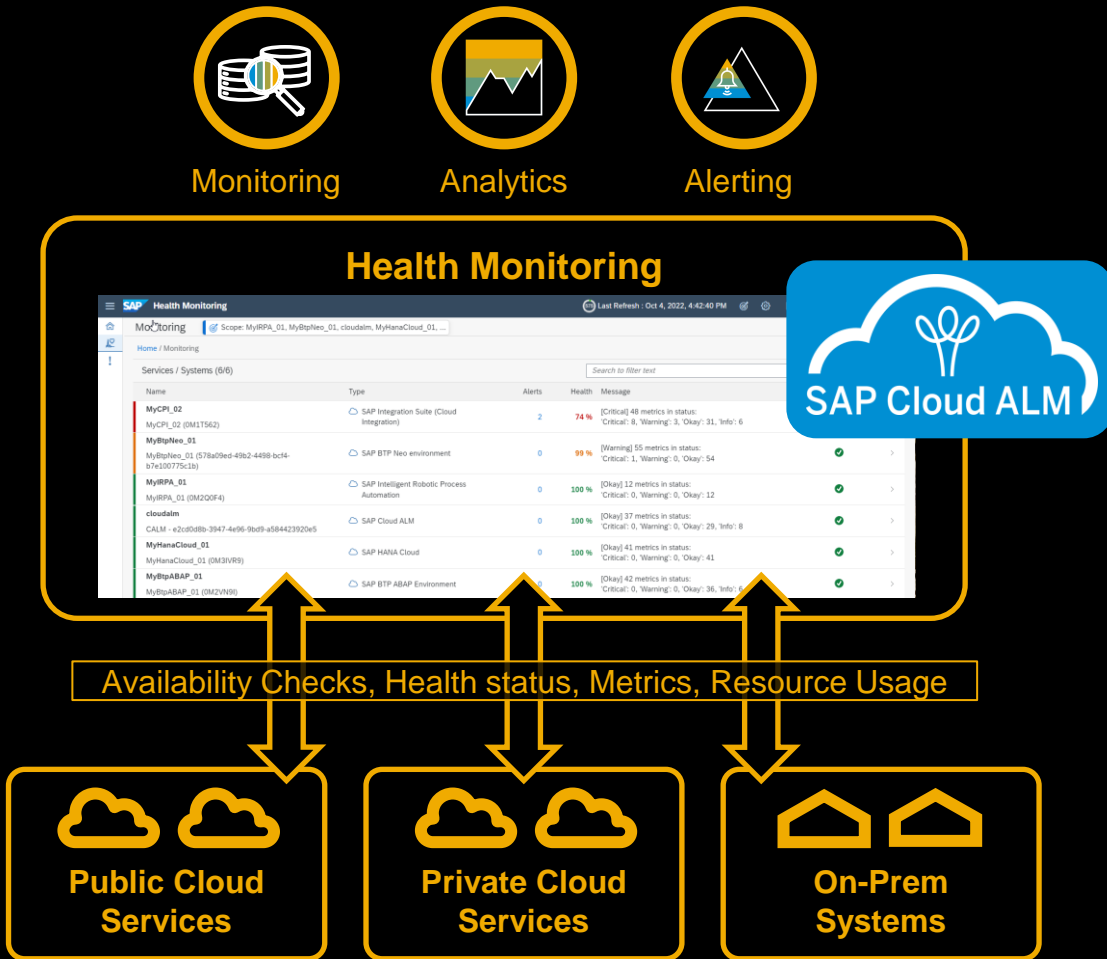 Monitoring
Analytics
Alerting
Health Monitoring
SAP Health Monitoring
Last Refresh : Oct 4, 2022, 4:42:40 PM
Monitoring
Scope: MyIRPA_01, MyBtpNeo_01, cloudalm, MyHanaCloud_01, ...
Home / Monitoring
Services / Systems (6/6)
Search to filter text
Name Type Alerts Health Message
MyCPI_02
MyCPI_02 (0M1T562)
SAP Integration Suite (Cloud
Integration)
2
74 %
[Critical] 48 metrics in status:
'Critical': 8, 'Warning': 3, 'Okay': 31, 'Info': 6
MyBtpNeo_01
MyBtpNeo_01 (578a09ed-49b2-4498-bcf4-
b7e100775c1b)
SAP BTP Neo environment
0
99 %
[Warning] 55 metrics in status:
'Critical': 1, 'Warning': 0, 'Okay': 54
MyIRPA_01
MyIRPA_01 (0M2Q0F4)
SAP Intelligent Robotic Process
Automation
0
100 %
[Okay] 12 metrics in status:
'Critical': 0, 'Warning': 0, 'Okay': 12
cloudalm
CALM - e2cd0d8b-3947-4e96-9bd9-a584423920e5
SAP Cloud ALM
0
100 %
[Okay] 37 metrics in status:
'Critical': 0, 'Warning': 0, 'Okay': 29, 'Info': 8
MyHanaCloud_01
MyHanaCloud_01 (0M3IVR9)
SAP HANA Cloud
0
100 %
[Okay] 41 metrics in status:
'Critical': 0, 'Warning': 0, 'Okay': 41
MyBtpABAP_01
MyBtpABAP_01 (0M2VN9I)
SAP BTP ABAP Environment
0
100 %
[Okay] 42 metrics in status:
'Critical': 0, 'Warning': 0, 'Okay': 36, 'Info':
SAP Cloud ALM
Availability Checks, Health status, Metrics, Resource Usage
Public Cloud
Services
Private Cloud
Services
On-Prem
Systems